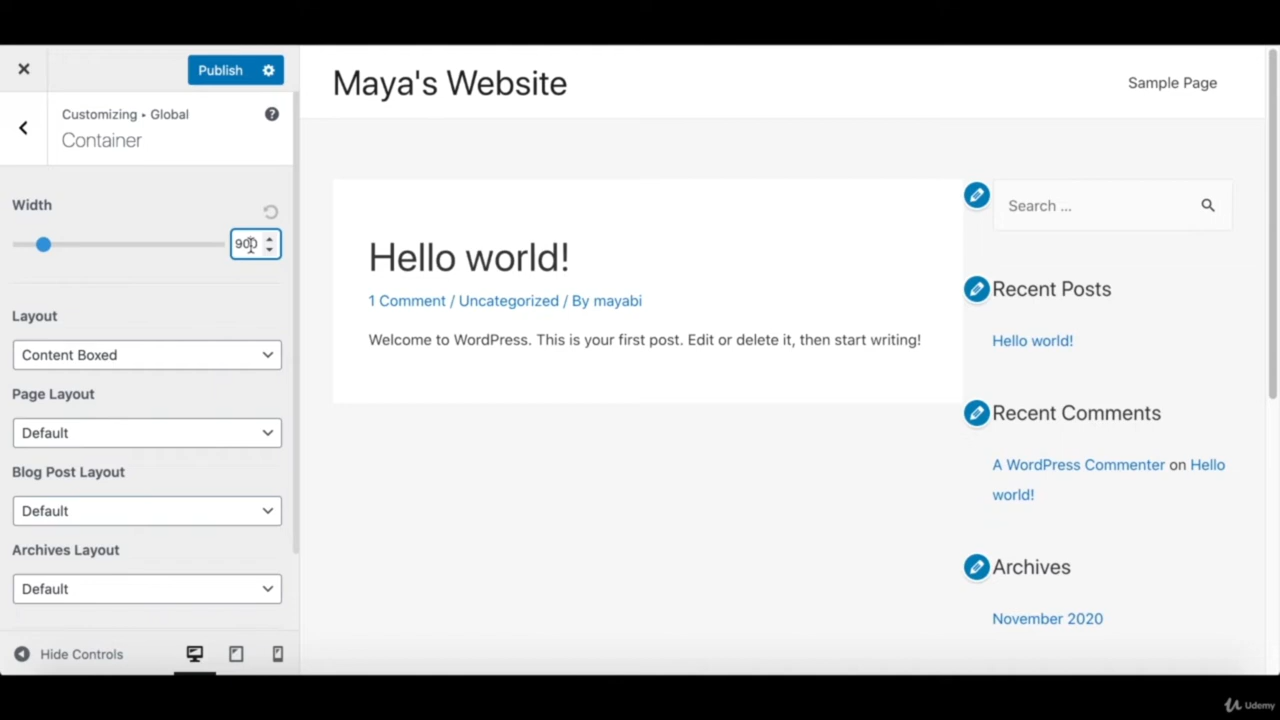 Publish
Customizing ▸ Global
Container
Width
900
Layout
Content Boxed
Page Layout
Default
Blog Post Layout
Default
Archives Layout
Default
Hide Controls
Maya's Website
Sample Page
Hello world!
1 Comment / Uncategorized / By mayabi
Welcome to WordPress. This is your first post. Edit or delete it, then start writing!
Search ...
Recent Posts
Hello world!
Recent Comments
A WordPress Commenter on Hello
world!
Archives
November 2020
Udemy